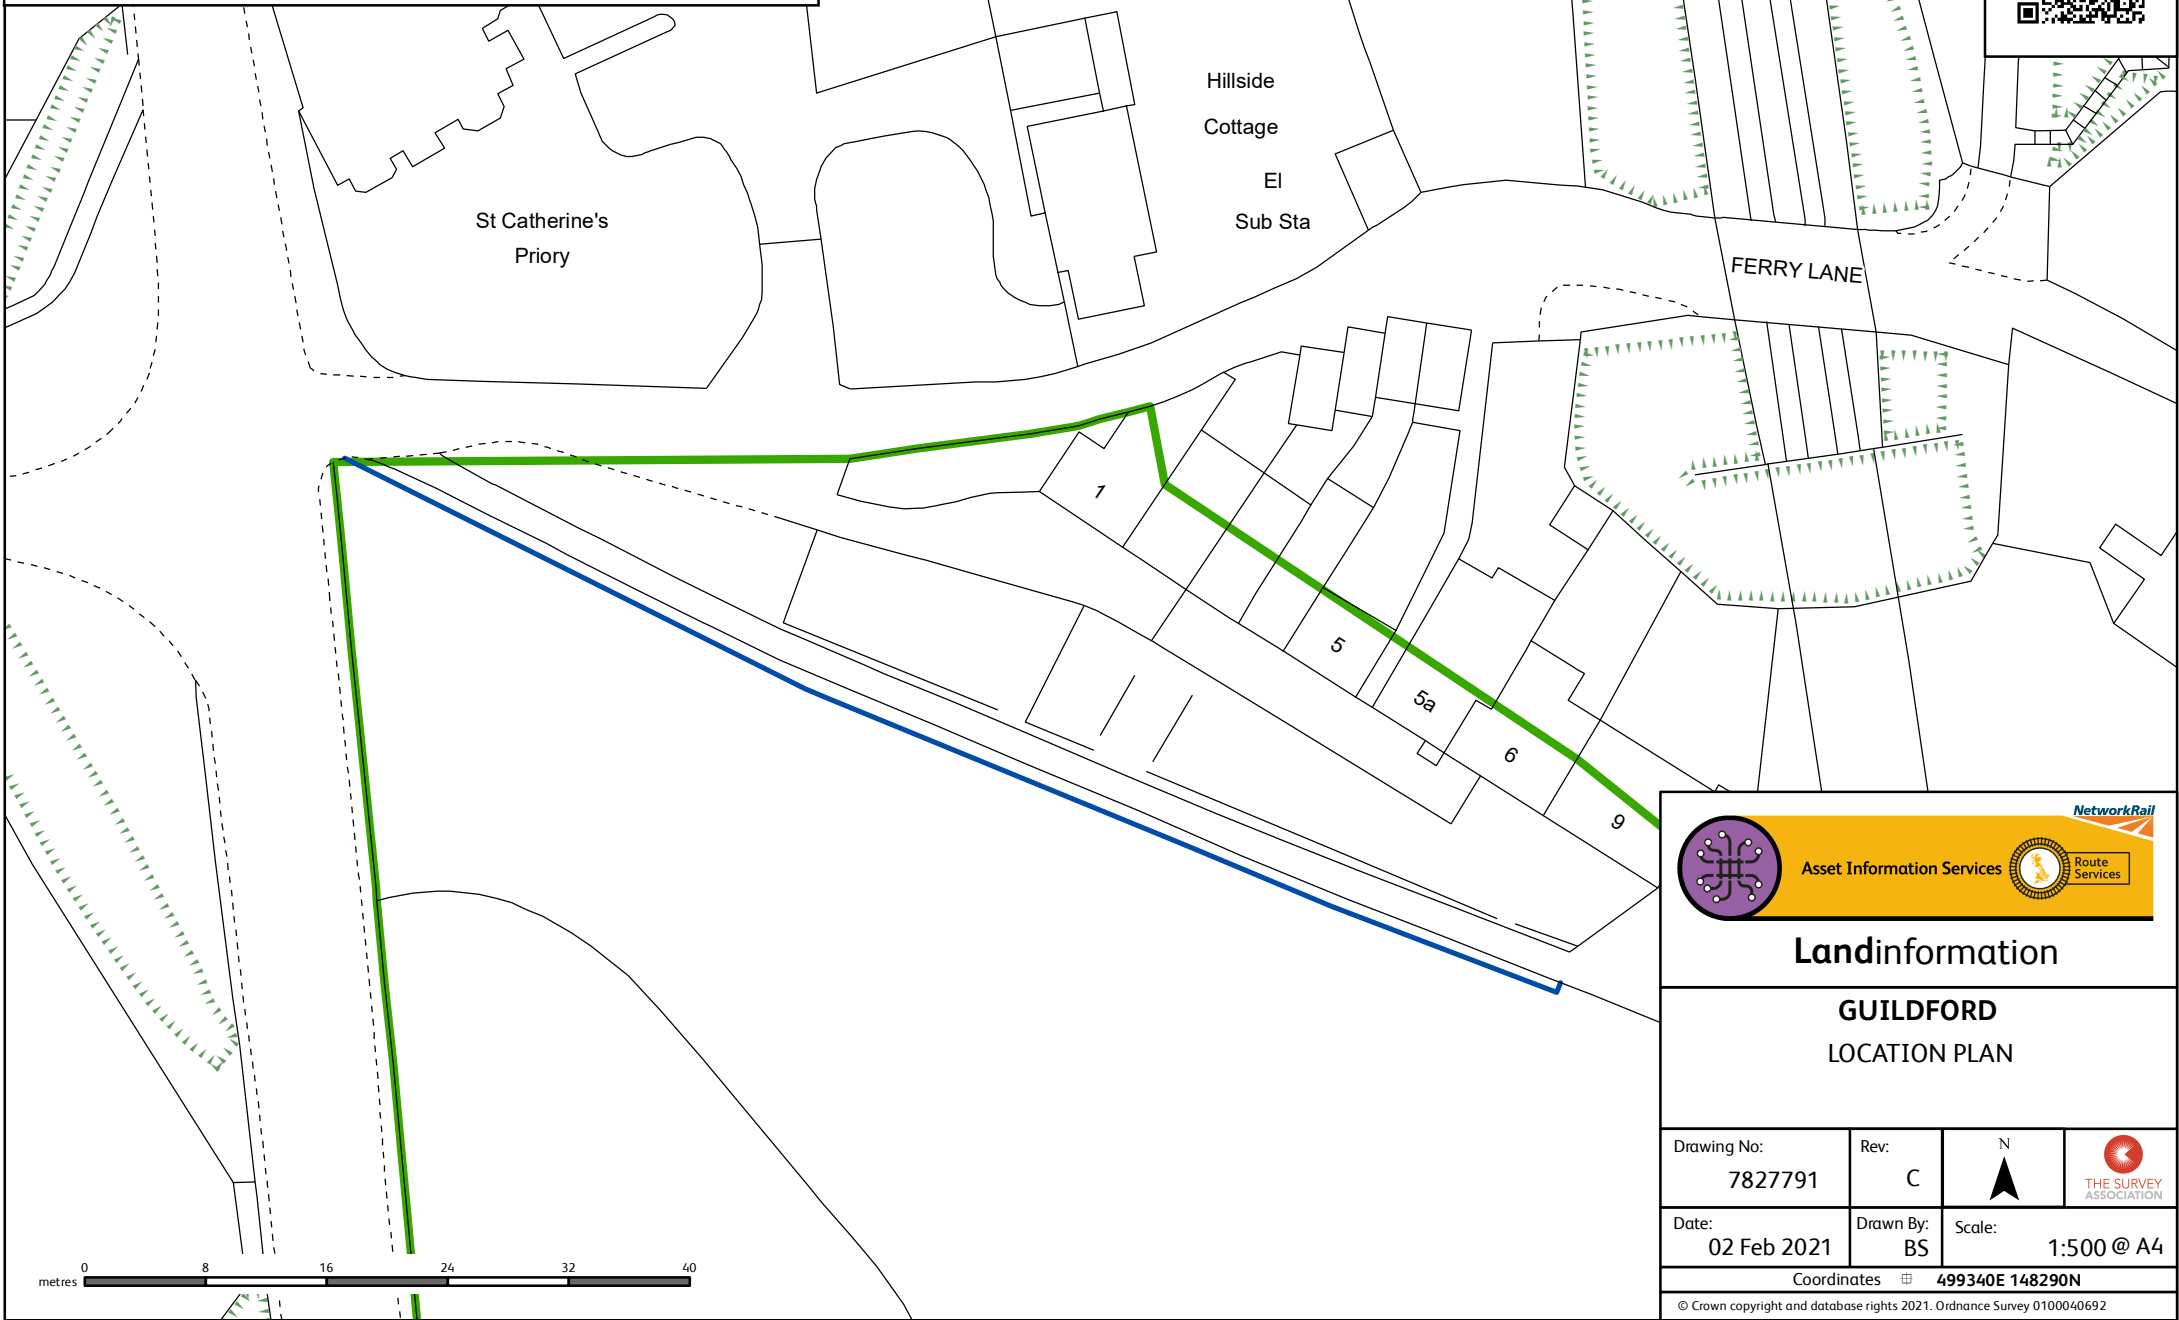 Hillside
Cottage
El
Sub Sta
St Catherine's
Priory
FERRY LANE
1
5
5a
6
9
NetworkRail
Asset Information Services
Route
Services
Landinformation
GUILDFORD
LOCATION PLAN
Drawing No:
7827791
Rev:
C
N
THE SURVEY
ASSOCIATION
Date:
02 Feb 2021
Drawn By:
BS
Scale:
1:500 @ A4
Coordinates 499340E 148290N
© Crown copyright and database rights 2021. Ordnance Survey 0100040692
metres 0 8 16 24 32 40